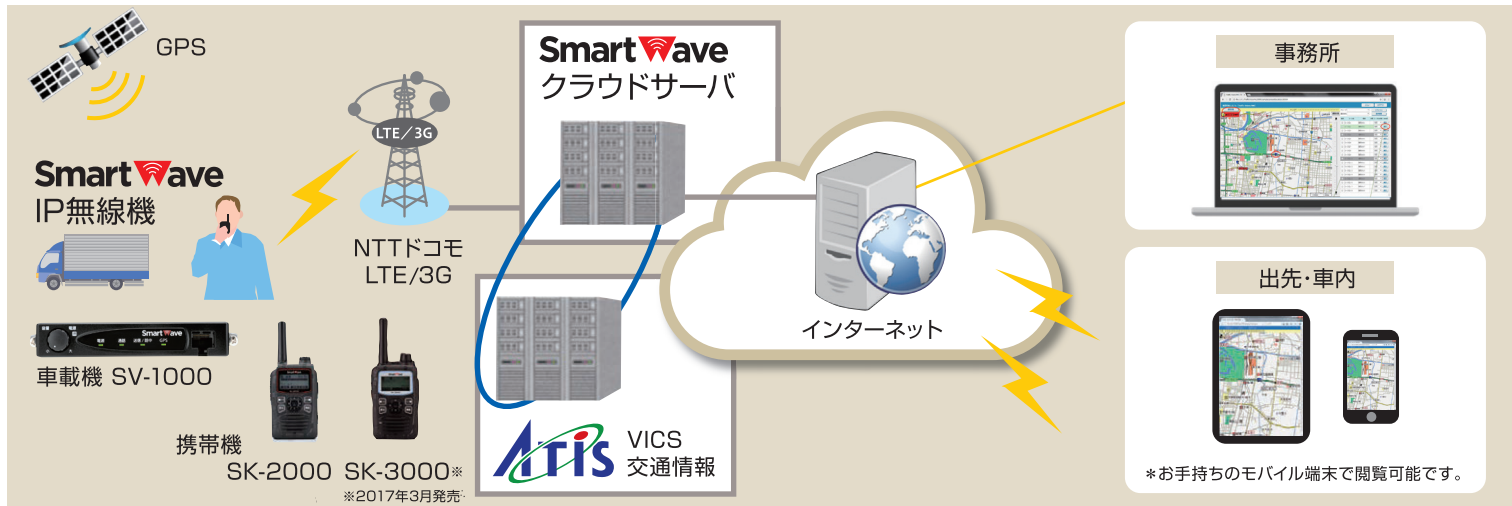 GPS
SmartWave
IP無線機
LTE/3G
NTTドコモ
LTE/3G
SmartWave
車載機 SV-1000
携帯機
SK-2000 SK-3000※
※2017年3月発売
SmartWave
クラウドサーバ
ATIS
VICS
交通情報
インターネット
事務所
出先・車内
＊お手持ちのモバイル端末で閲覧可能です。